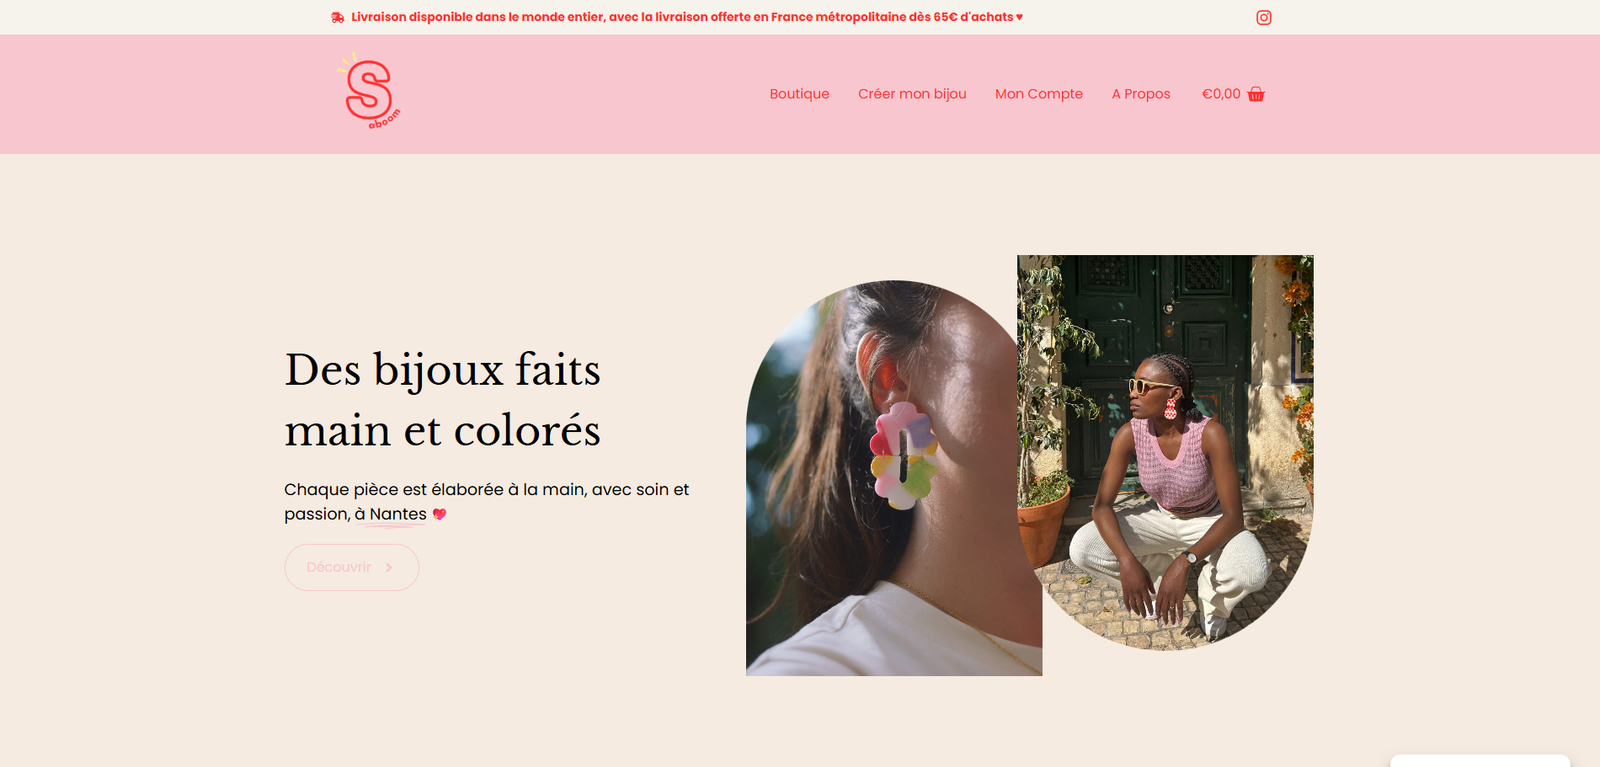 Livraison disponible dans le monde entier, avec la livraison offerte en France métropolitaine dès 65€ d'achats ♥
S
aboom
Boutique
Créer mon bijou
Mon Compte
A Propos
€0,00
Des bijoux faits
main et colorés
Chaque pièce est élaborée à la main, avec soin et
passion, à Nantes 💖
Découvrir